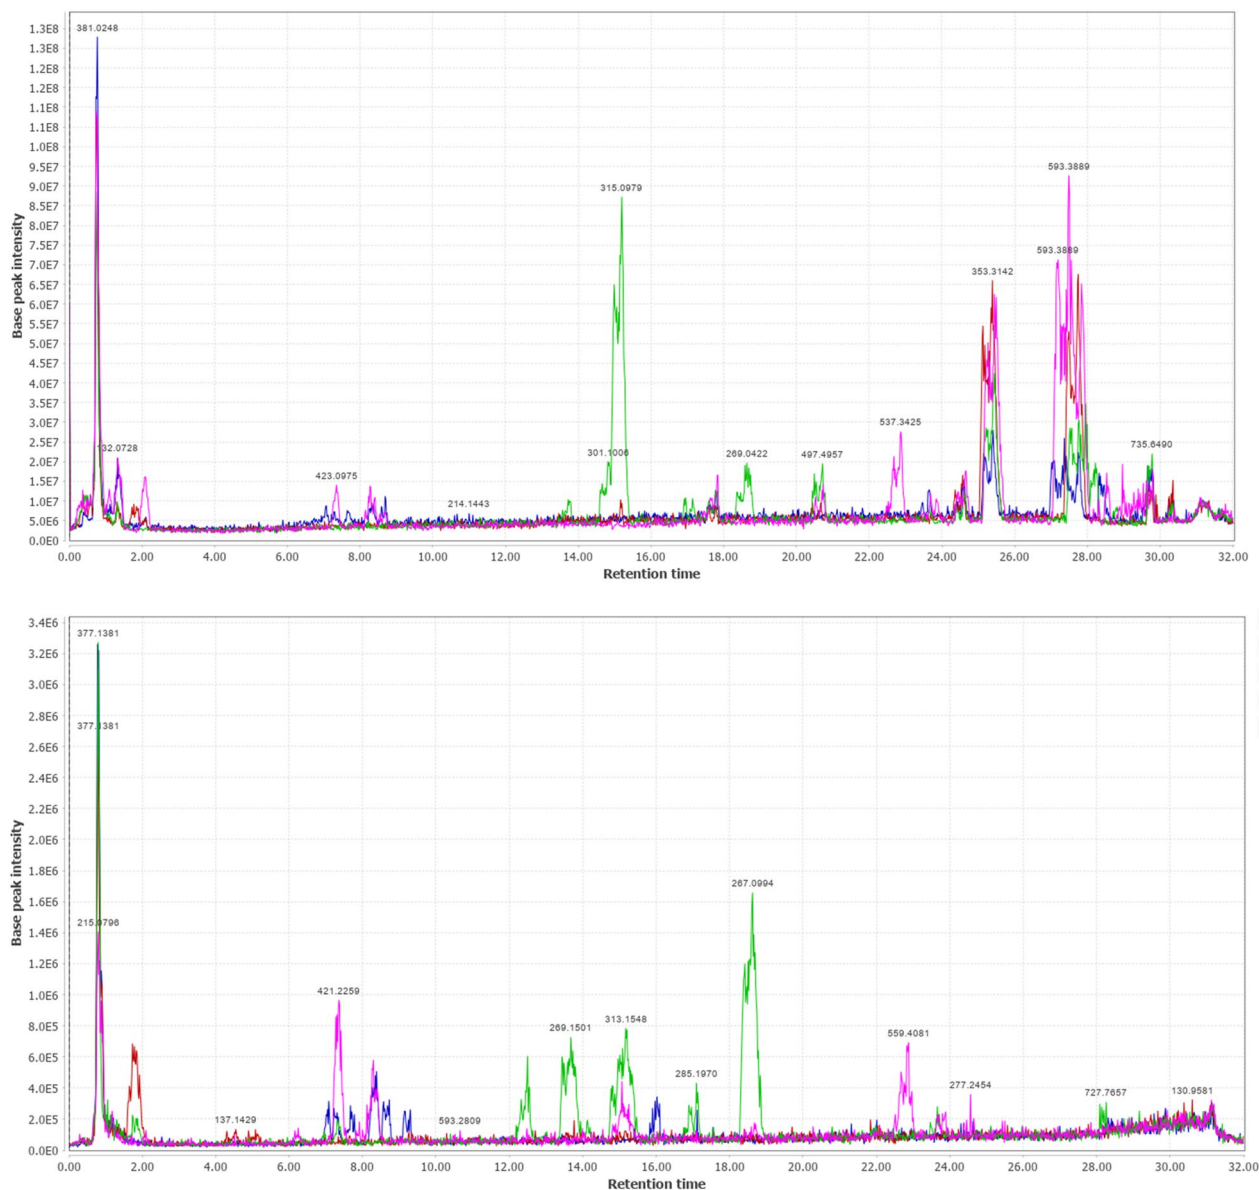 381.0248
1.3E8
1.3E8
1.2E8
1.2E8
1.1E8
1.1E8
1.0E8
9.5E7
9.0E7
8.5E7
8.0E7
7.5E7
7.0E7
6.5E7
6.0E7
5.5E7
5.0E7
4.5E7
4.0E7
3.5E7
3.0E7
2.5E7
2.0E7
1.5E7
1.0E7
5.0E6
0.0E0
Base peak intensity
593.3889
315.0979
593.3889
353.3142
537.3425
132.0728
735.6490
301.1006
269.0422
497.4957
423.0975
214.1443
0.00 2.00 4.00 6.00 8.00 10.00 12.00 14.00 16.00 18.00 20.00 22.00 24.00 26.00 28.00 30.00 32.00
Retention time
3.4E6
3.2E6
3.0E6
2.8E6
2.6E6
2.4E6
2.2E6
2.0E6
1.8E6
1.6E6
1.4E6
1.2E6
1.0E6
8.0E5
6.0E5
4.0E5
2.0E5
0.0E0
Base peak intensity
377.1381
377.1381
267.0994
215.0796
421.2259
269.1501
313.1548
559.4081
285.1970
277.2454
727.7657
130.9581
137.1429
593.2809
0.00 2.00 4.00 6.00 8.00 10.00 12.00 14.00 16.00 18.00 20.00 22.00 24.00 26.00 28.00 30.00 32.00
Retention time